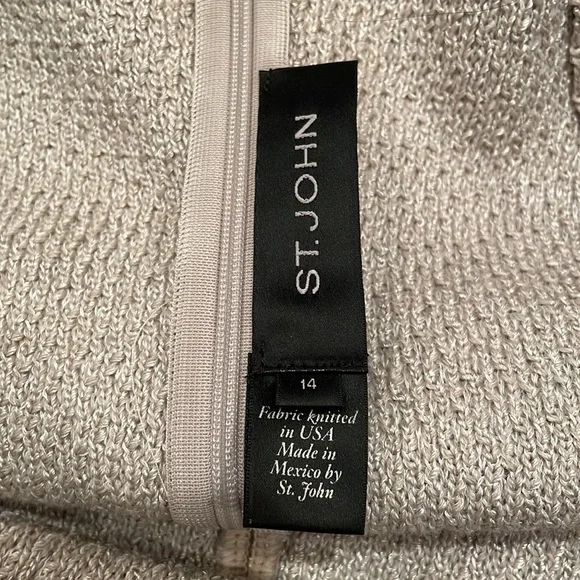 ST. JOHN
14
Fabric knitted
in USA
Made in
Mexico by
St. John